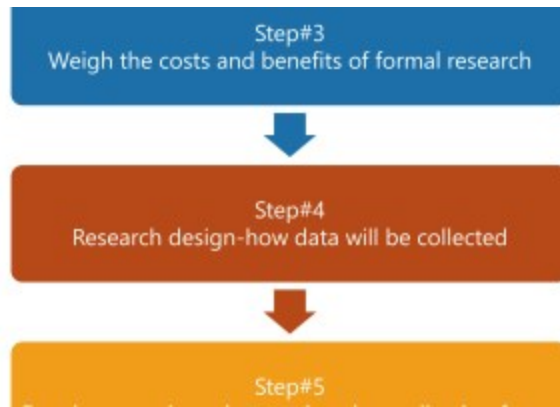 Step#3
Weigh the costs and benefits of formal research
Step#4
Research design-how data will be collected
Step#5